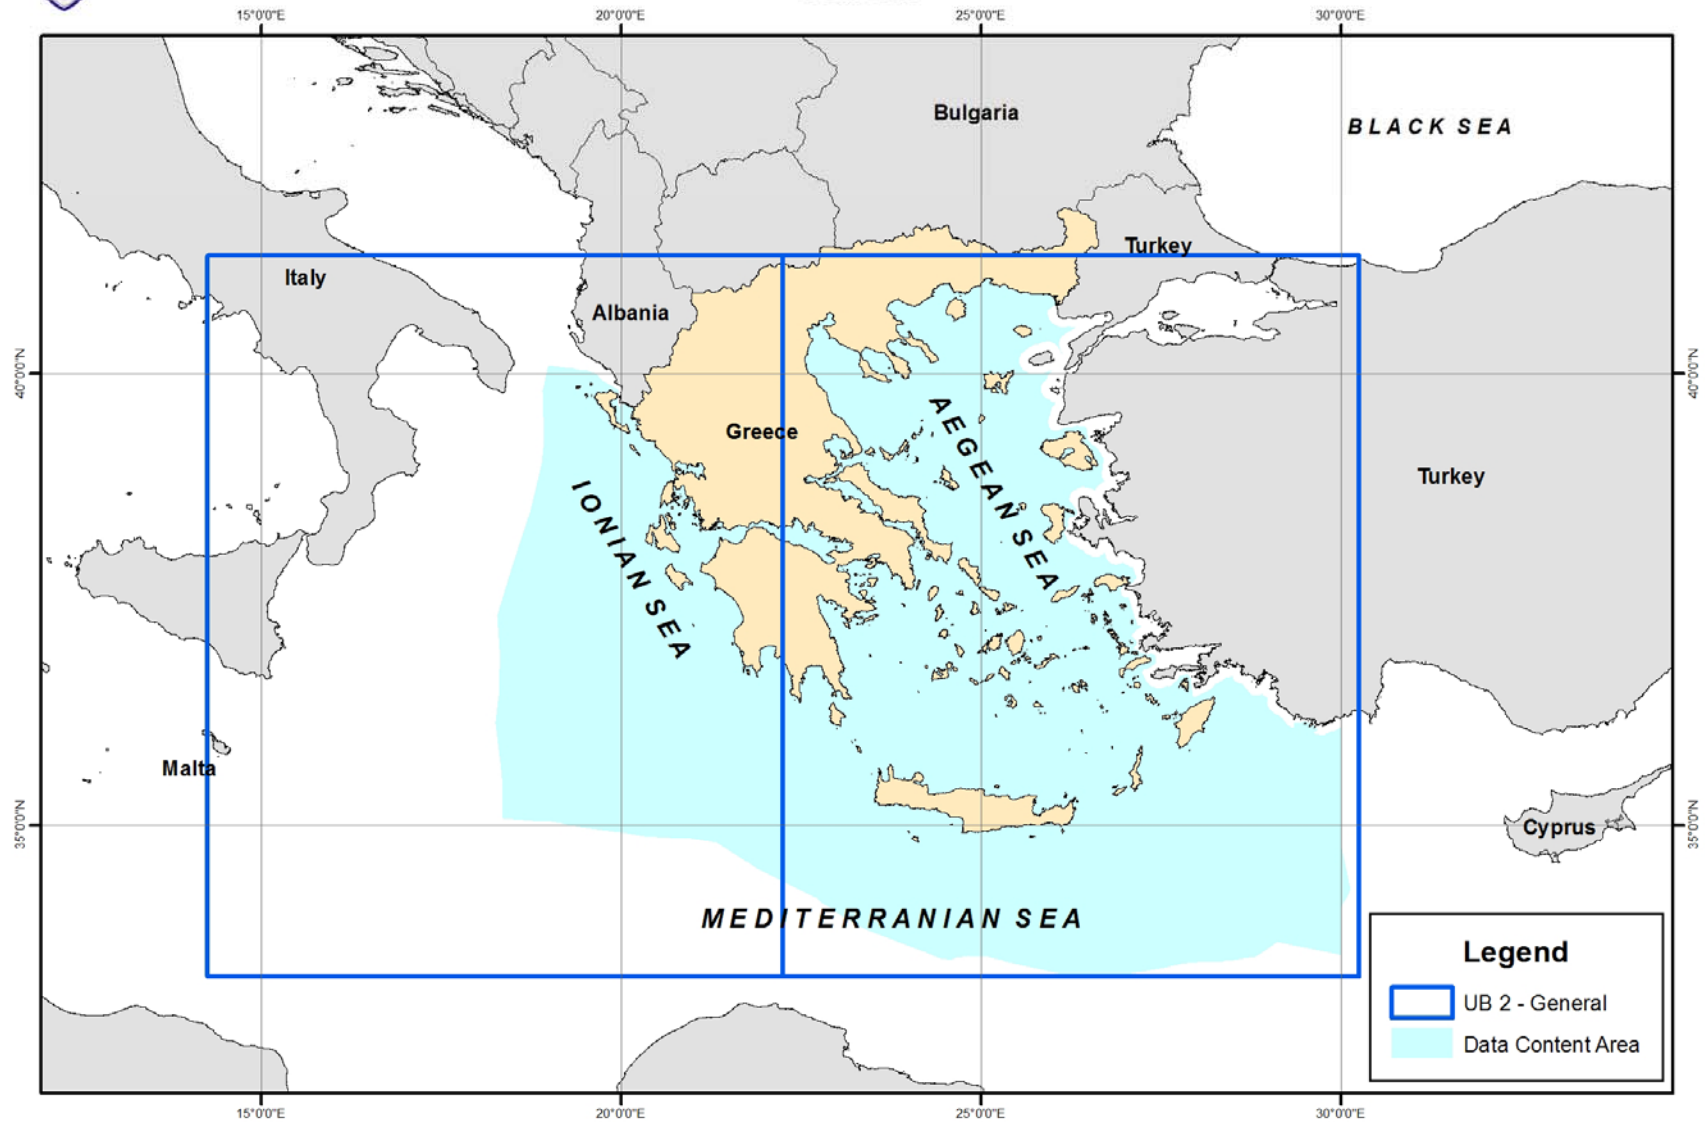 15°0'0"E 20°0'0"E 25°0'0"E 30°0'0"E
Bulgaria
BLACK SEA
Turkey
Italy
Albania
40°0'0"N 40°0'0"N
Greece
AEGEAN SEA
Turkey
IONIAN SEA
Malta
35°0'0"N 35°0'0"N
Cyprus
MEDITERRANIAN SEA
Legend
UB 2 - General
Data Content Area
15°0'0"E 20°0'0"E 25°0'0"E 30°0'0"E